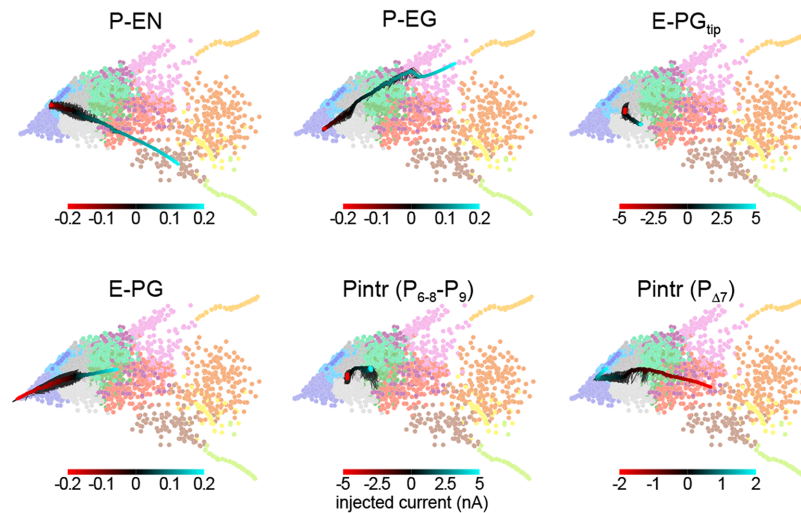 P-EN P-EG E-PGtip
-0.2 -0.1 0 0.1 0.2 -0.2 -0.1 0 0.1 0.2 -5 -2.5 0 2.5 5
E-PG Pintr (P6-8-P9) Pintr (PΔ7)
-0.2 -0.1 0 0.1 0.2 -5 -2.5 0 2.5 5 -2 -1 0 1 2
injected current (nA)